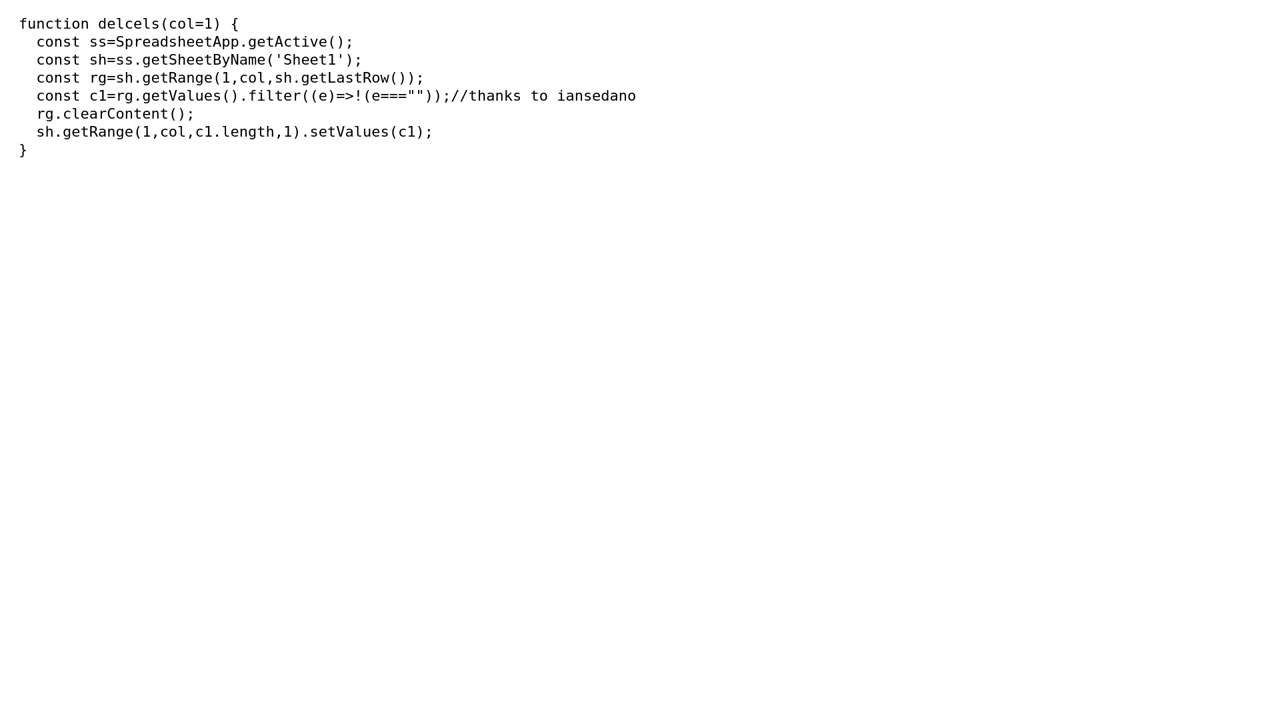 function delcels(col=1) {
  const ss=SpreadsheetApp.getActive();
  const sh=ss.getSheetByName('Sheet1');
  const rg=sh.getRange(1,col,sh.getLastRow());
  const c1=rg.getValues().filter((e)=>!(e===""));//thanks to iansedano
  rg.clearContent();
  sh.getRange(1,col,c1.length,1).setValues(c1);
}